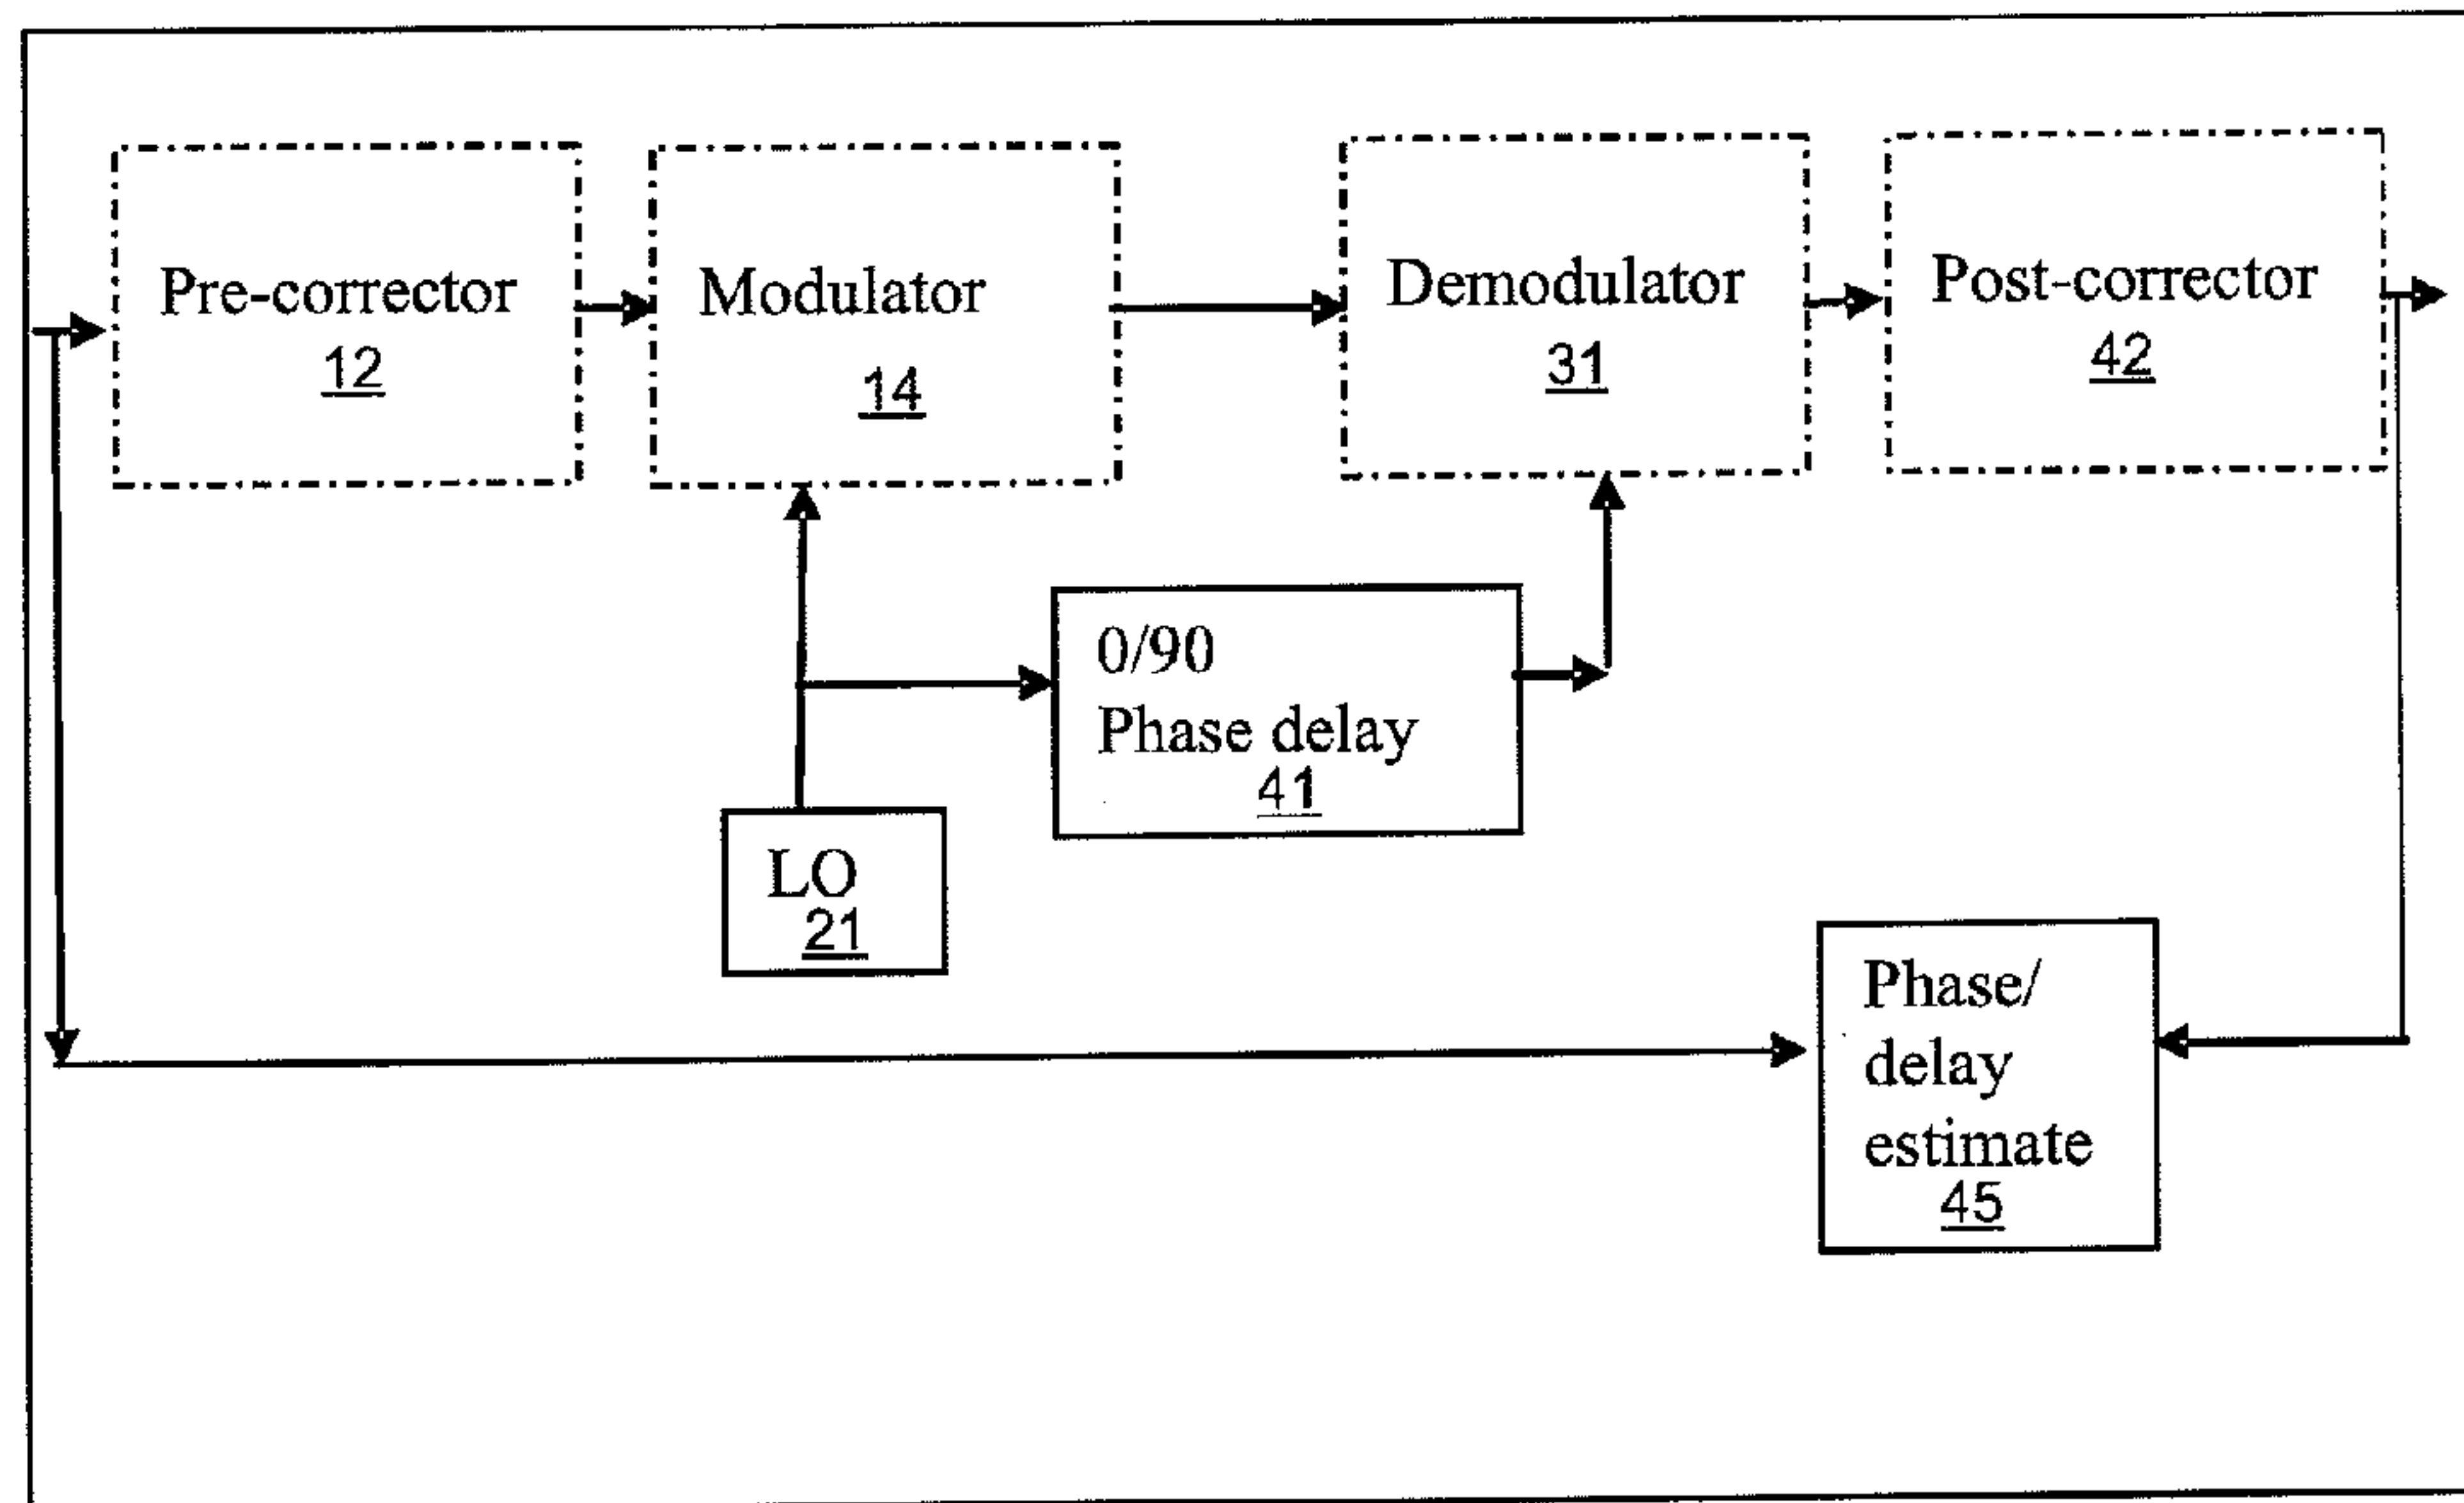 Pre-corrector
12
Modulator
14
Demodulator
31
Post-corrector
42
0/90
Phase delay
41
LO
21
Phase/
delay
estimate
45